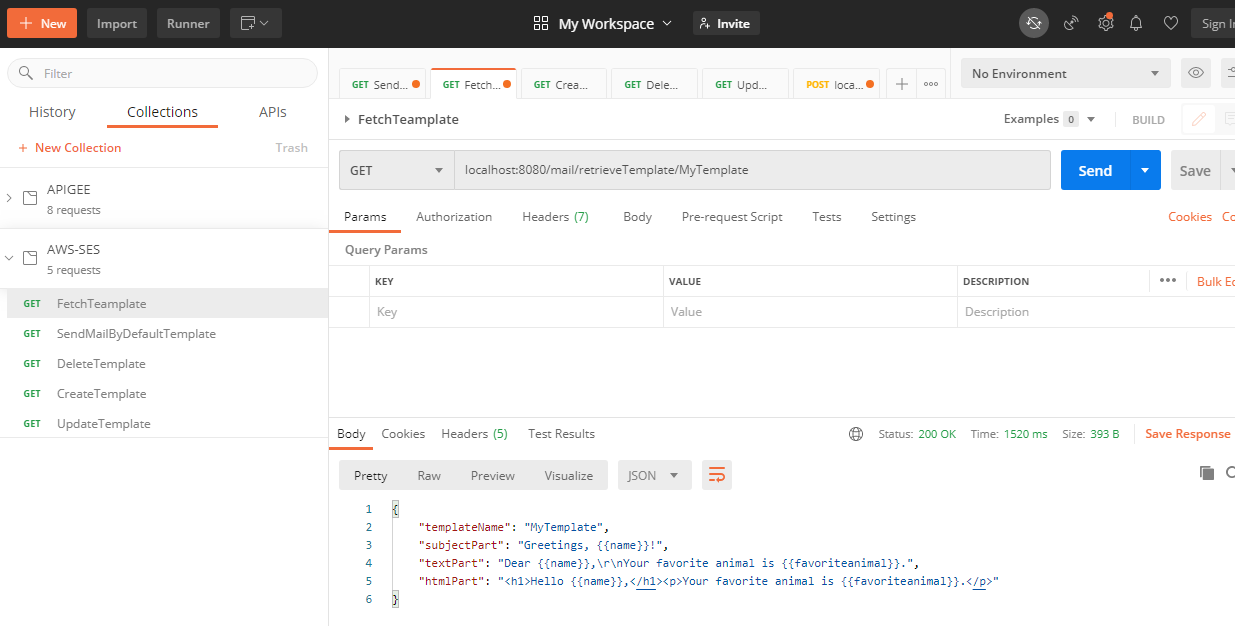 New Import Runner My Workspace Invite Sign In
Filter
History Collections APIs
New Collection Trash
APIGEE
8 requests
AWS-SES
5 requests
GET FetchTeamplate
GET SendMailByDefaultTemplate
GET DeleteTemplate
GET CreateTemplate
GET UpdateTemplate
GET Send... GET Fetch... GET Crea... GET Dele... GET Upd... POST loca... No Environment
FetchTeamplate Examples 0 BUILD
GET localhost:8080/mail/retrieveTemplate/MyTemplate Send Save
Params Authorization Headers (7) Body Pre-request Script Tests Settings Cookies Co
Query Params
KEY VALUE DESCRIPTION Bulk Ed
Key Value Description
Body Cookies Headers (5) Test Results Status: 200 OK Time: 1520 ms Size: 393 B Save Response
Pretty Raw Preview Visualize JSON
1 {
2 "templateName": "MyTemplate",
3 "subjectPart": "Greetings, {{name}}!",
4 "textPart": "Dear {{name}},\r\nYour favorite animal is {{favoriteanimal}}.",
5 "htmlPart": "<h1>Hello {{name}},</h1><p>Your favorite animal is {{favoriteanimal}}.</p>"
6 }